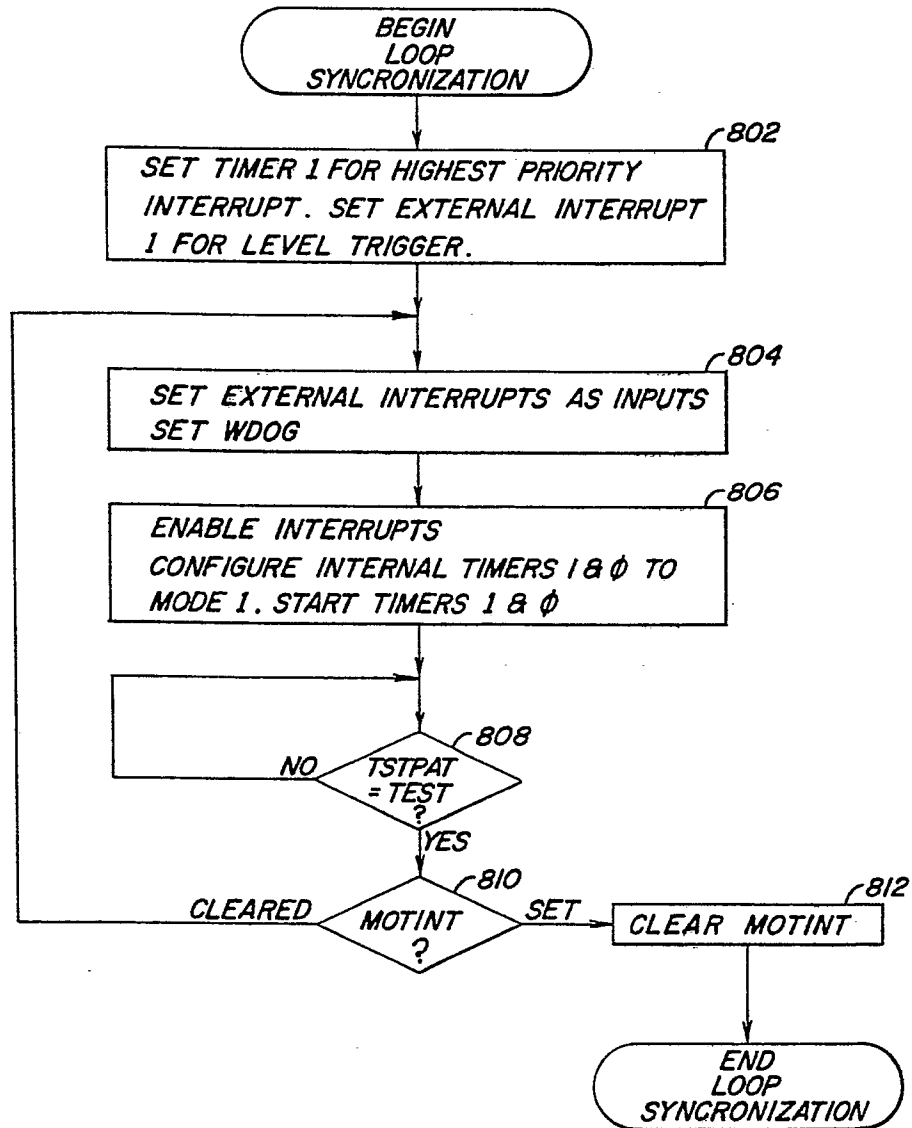 BEGIN
LOOP
SYNCRONIZATION
802
SET TIMER 1 FOR HIGHEST PRIORITY
INTERRUPT. SET EXTERNAL INTERRUPT
1 FOR LEVEL TRIGGER.
804
SET EXTERNAL INTERRUPTS AS INPUTS
SET WDOG
806
ENABLE INTERRUPTS
CONFIGURE INTERNAL TIMERS 1 & ϕ TO
MODE 1. START TIMERS 1 & ϕ
808
NO
TSTPAT
= TEST
?
YES
810
CLEARED
MOTINT
?
SET
812
CLEAR MOTINT
END
LOOP
SYNCRONIZATION